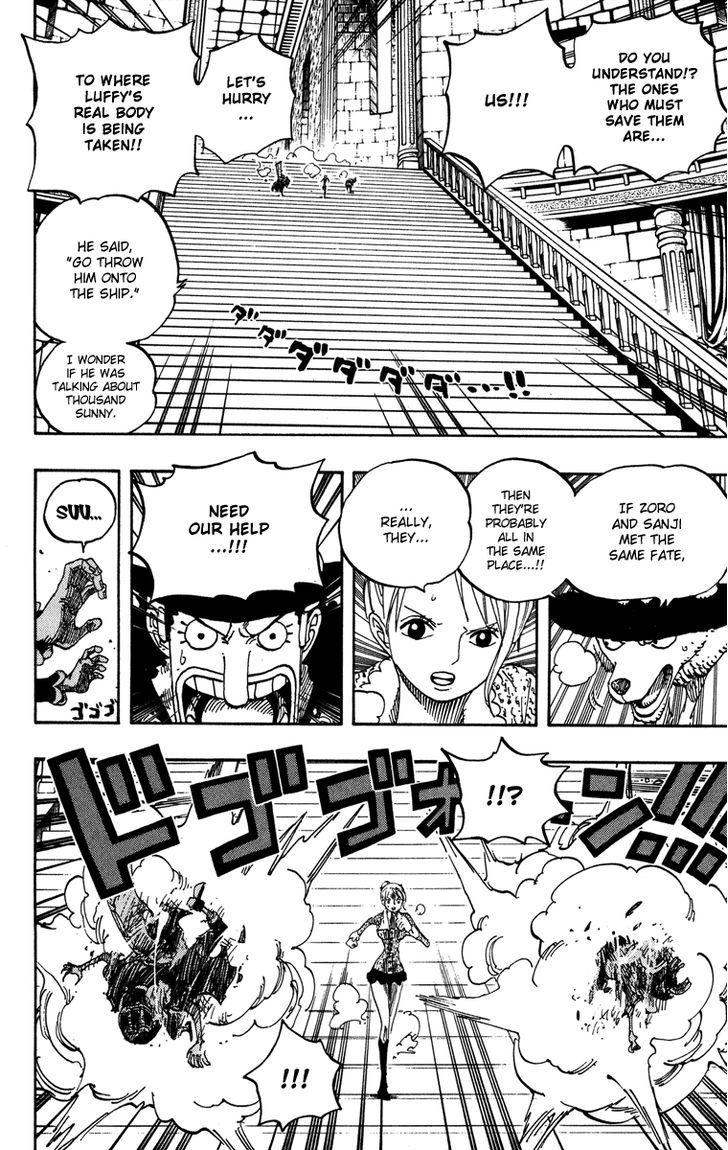 DO YOU
UNDERSTAND!?
THE ONES
WHO MUST
SAVE THEM
ARE...
US!!!
LET'S
HURRY
...
TO WHERE
LUFFY'S
REAL BODY
IS BEING
TAKEN!!
HE SAID,
"GO THROW
HIM ONTO
THE SHIP."
I WONDER
IF HE WAS
TALKING ABOUT
THOUSAND
SUNNY.
ダダダダダダ...!!
IF ZORO
AND SANJI
MET THE
SAME FATE,
THEN
THEY'RE
PROBABLY
ALL IN
THE SAME
PLACE...!!
...
REALLY,
THEY...
NEED
OUR HELP
...!!!
SUU...
ゴゴゴ
ドゴゴォン!!!
!!?
!!!